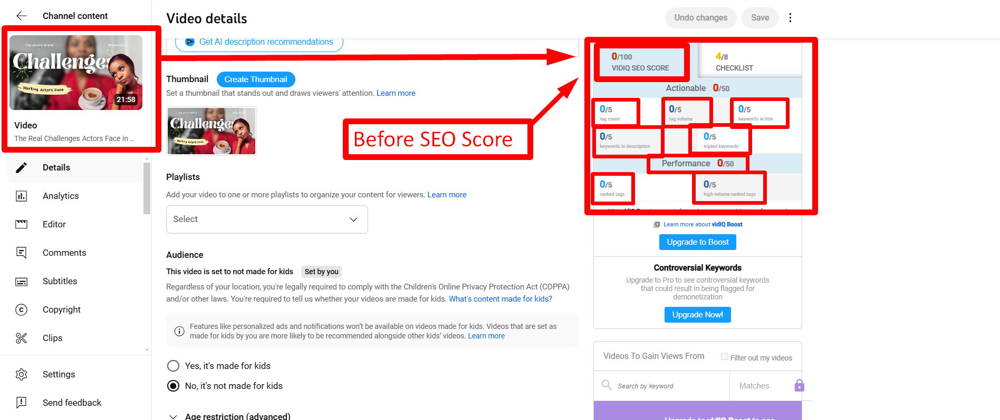 Channel content
Video details
Undo changes
Save
Get AI description recommendations
The Actors Brand
Challenges
Working Actors Face
21:58
Video
The Real Challenges Actors Face in ...
Details
Analytics
Editor
Comments
Subtitles
Copyright
Clips
Settings
Send feedback
Thumbnail
Create Thumbnail
Set a thumbnail that stands out and draws viewers' attention. Learn more
Challenges
Working Actors Face
Before SEO Score
Playlists
Add your video to one or more playlists to organize your content for viewers. Learn more
Select
Audience
This video is set to not made for kids Set by you
Regardless of your location, you're legally required to comply with the Children's Online Privacy Protection Act (COPPA)
and/or other laws. You're required to tell us whether your videos are made for kids. What's content made for kids?
Features like personalized ads and notifications won't be available on videos made for kids. Videos that are set as
made for kids by you are more likely to be recommended alongside other kids' videos. Learn more
Yes, it's made for kids
No, it's not made for kids
Age restriction (advanced)
0/100
VIDIQ SEO SCORE
4/8
CHECKLIST
Actionable 0/50
0/5
tag count
0/5
tag volume
0/5
keywords in title
0/5
keywords in description
0/5
tripled keywords
Performance 0/50
0/5
ranked tags
0/5
high volume ranked tags
Learn more about vidIQ Boost
Upgrade to Boost
Controversial Keywords
Upgrade to Pro to see controversial keywords
that could result in being flagged for
demonetization
Upgrade Now!
Videos To Gain Views From
Filter out my videos
Search by keyword
Matches
Upgrade to vidIQ Boost to see